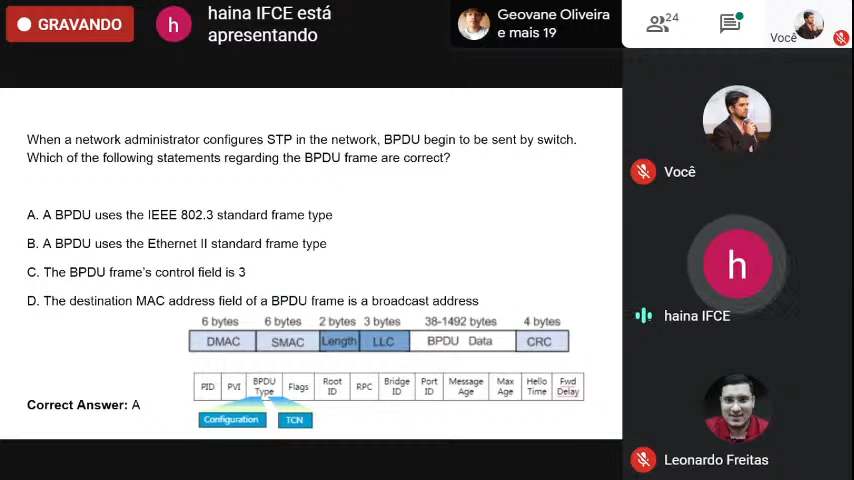 GRAVANDO
h
haina IFCE está
apresentando
Geovane Oliveira
e mais 19
24
Você
When a network administrator configures STP in the network, BPDU begin to be sent by switch.
Which of the following statements regarding the BPDU frame are correct?
A. A BPDU uses the IEEE 802.3 standard frame type
B. A BPDU uses the Ethernet II standard frame type
C. The BPDU frame's control field is 3
D. The destination MAC address field of a BPDU frame is a broadcast address
6 bytes 6 bytes 2 bytes 3 bytes 38-1492 bytes 4 bytes
DMAC SMAC Length LLC BPDU Data CRC
PID PVI BPDU Type Flags Root ID RPC Bridge ID Port ID Message Age Max Age Hello Time Fwd Delay
Configuration TCN
Correct Answer: A
Você
h
haina IFCE
Leonardo Freitas